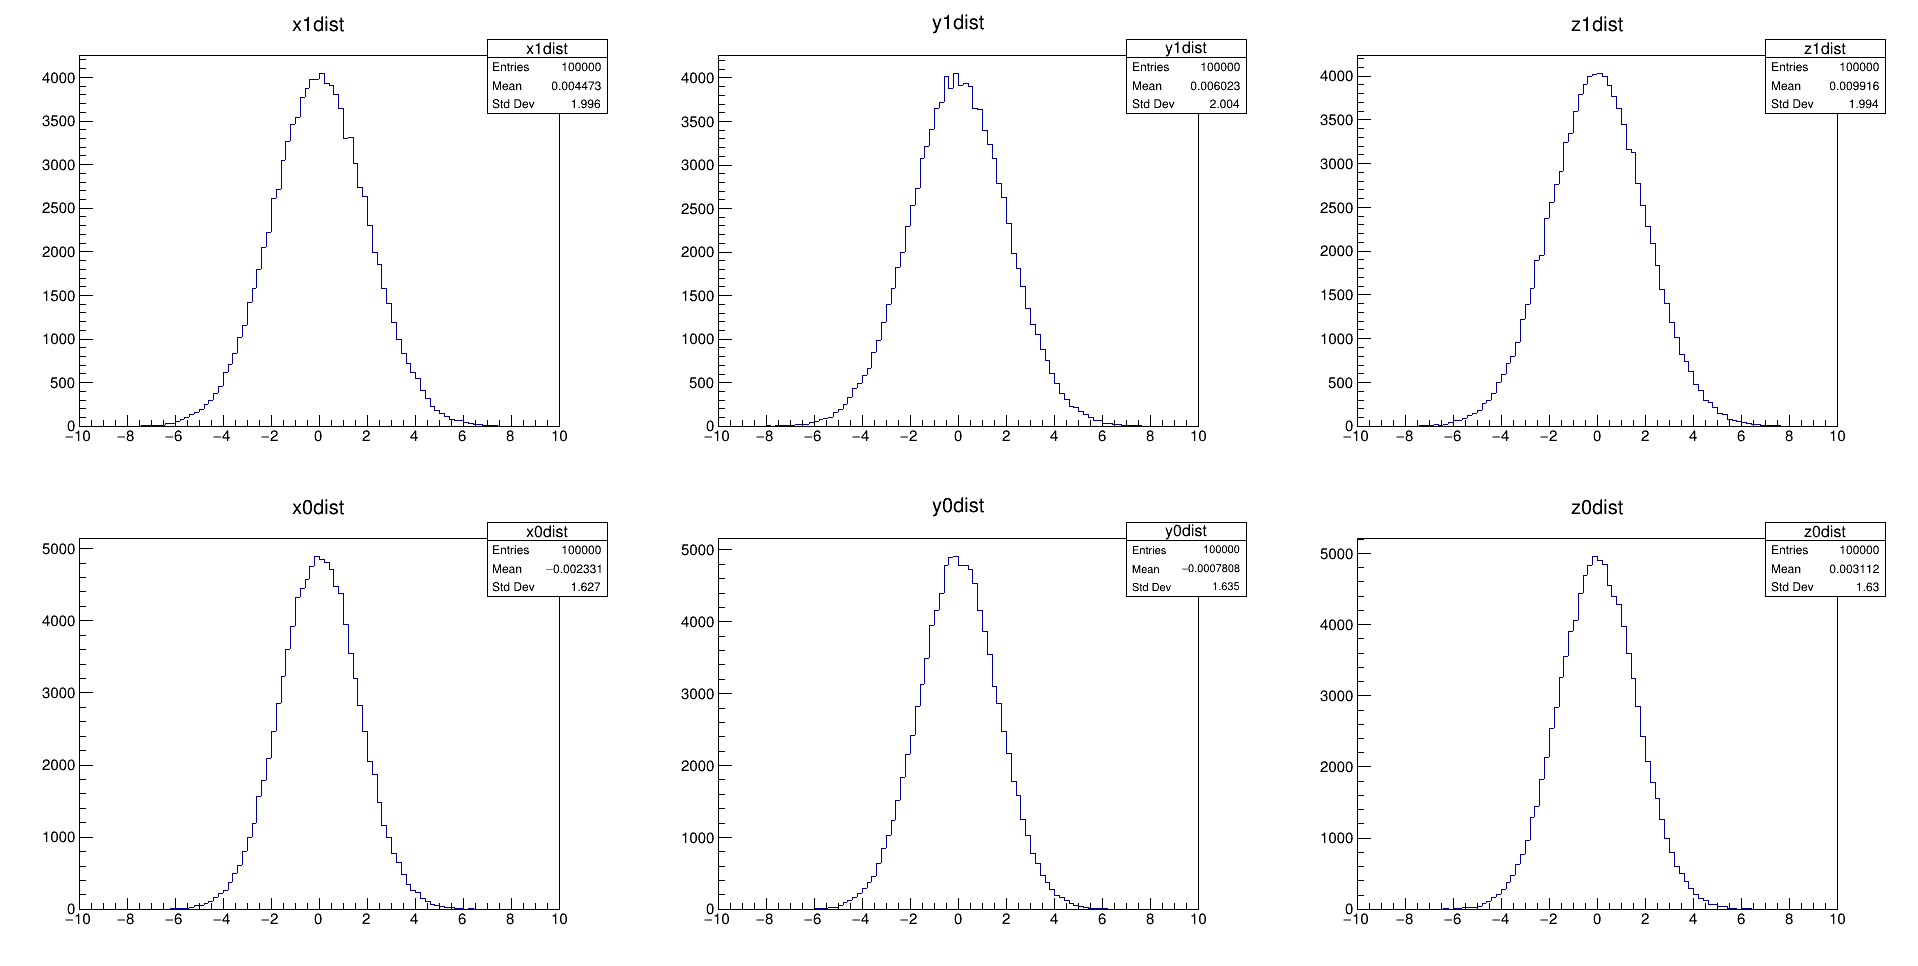 x1dist
x1dist
Entries 100000
Mean 0.004473
Std Dev 1.996
4000
3500
3000
2500
2000
1500
1000
500
0
−10 −8 −6 −4 −2 0 2 4 6 8 10
y1dist
y1dist
Entries 100000
Mean 0.006023
Std Dev 2.004
4000
3500
3000
2500
2000
1500
1000
500
0
−10 −8 −6 −4 −2 0 2 4 6 8 10
z1dist
z1dist
Entries 100000
Mean 0.009916
Std Dev 1.994
4000
3500
3000
2500
2000
1500
1000
500
0
−10 −8 −6 −4 −2 0 2 4 6 8 10
x0dist
x0dist
Entries 100000
Mean −0.002331
Std Dev 1.627
5000
4000
3000
2000
1000
0
−10 −8 −6 −4 −2 0 2 4 6 8 10
y0dist
y0dist
Entries 100000
Mean −0.0007808
Std Dev 1.635
5000
4000
3000
2000
1000
0
−10 −8 −6 −4 −2 0 2 4 6 8 10
z0dist
z0dist
Entries 100000
Mean 0.003112
Std Dev 1.63
5000
4000
3000
2000
1000
0
−10 −8 −6 −4 −2 0 2 4 6 8 10